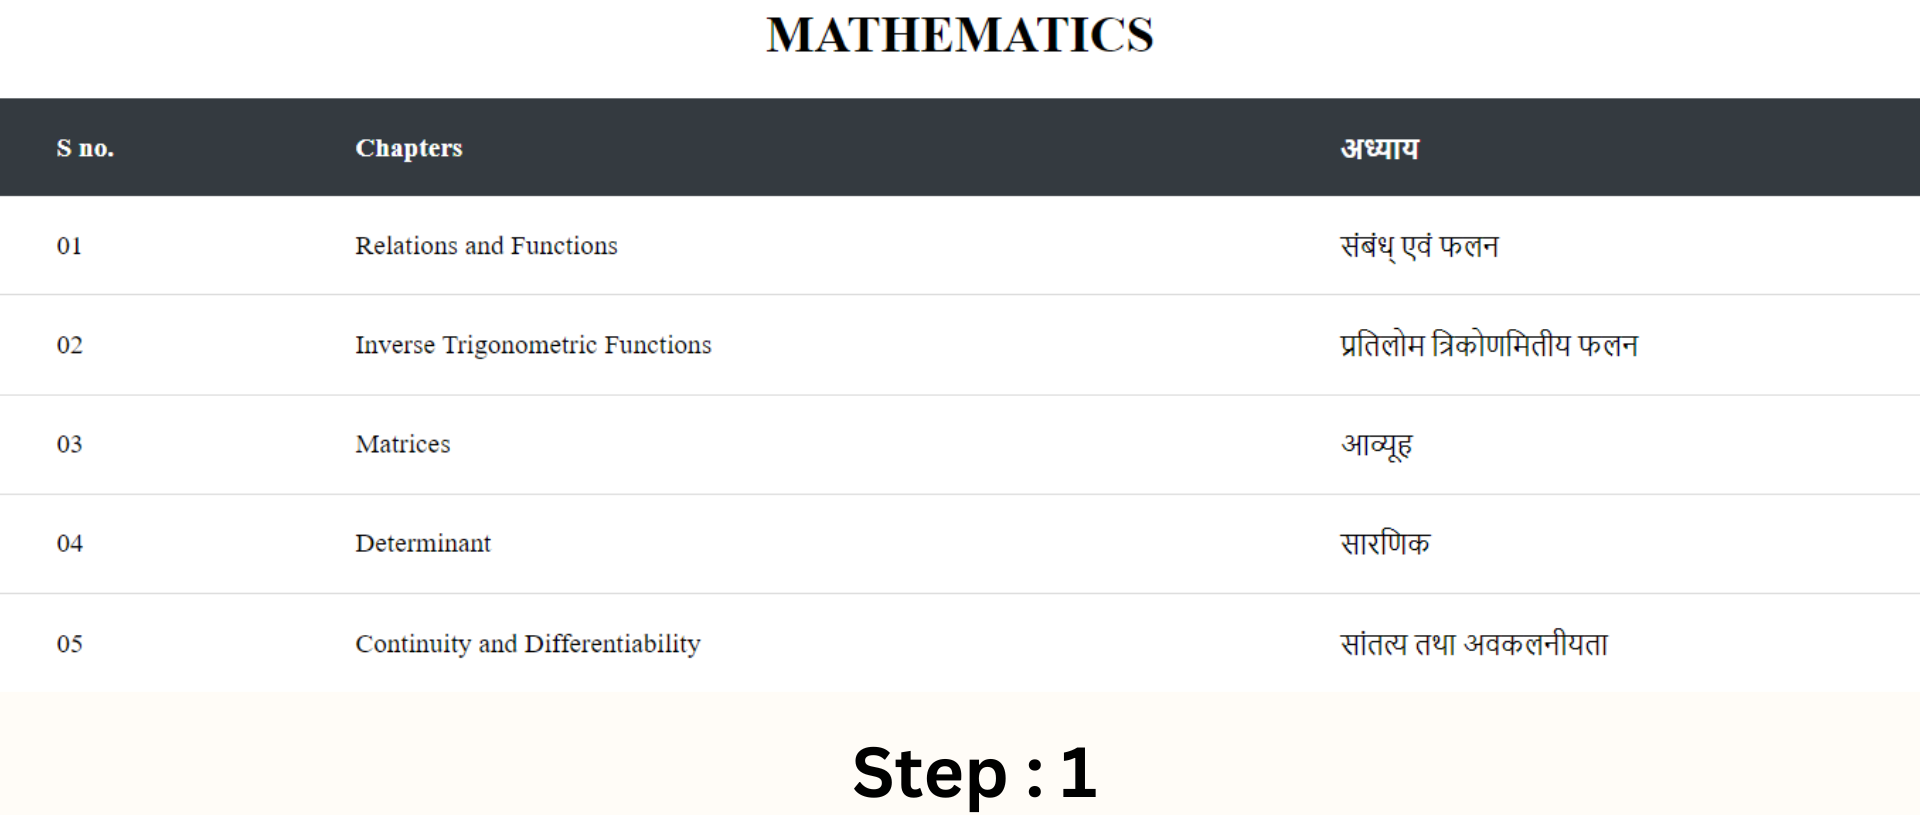 MATHEMATICS
S no. Chapters अध्याय
01 Relations and Functions संबंध् एवं फलन
02 Inverse Trigonometric Functions प्रतिलोम त्रिकोणमितीय फलन
03 Matrices आव्यूह
04 Determinant सारणिक
05 Continuity and Differentiability सांतत्य तथा अवकलनीयता
Step : 1